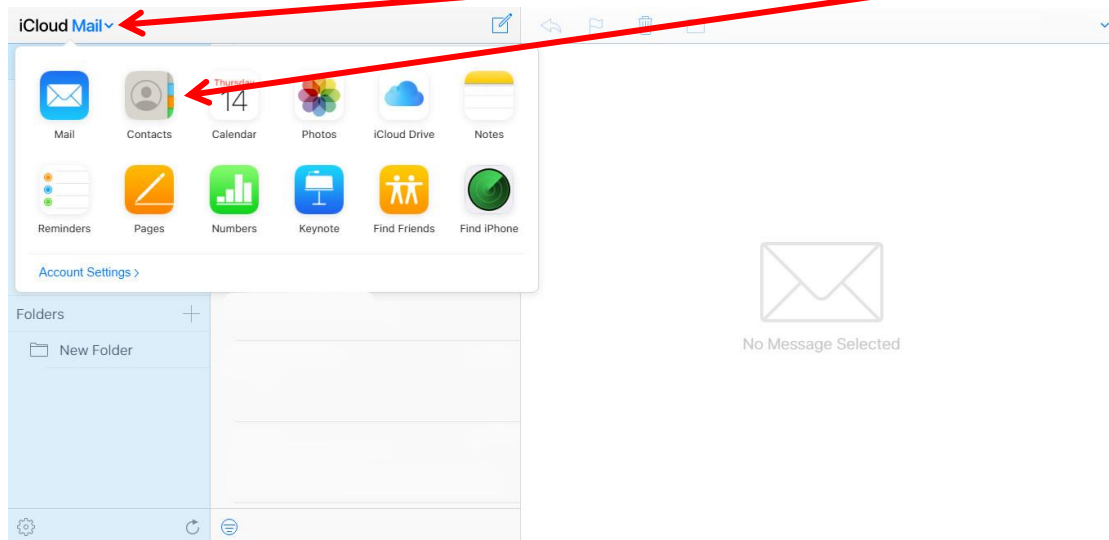 iCloud Mail
Thursday
14
Mail Contacts Calendar Photos iCloud Drive Notes
Reminders Pages Numbers Keynote Find Friends Find iPhone
Account Settings >
Folders
New Folder
No Message Selected